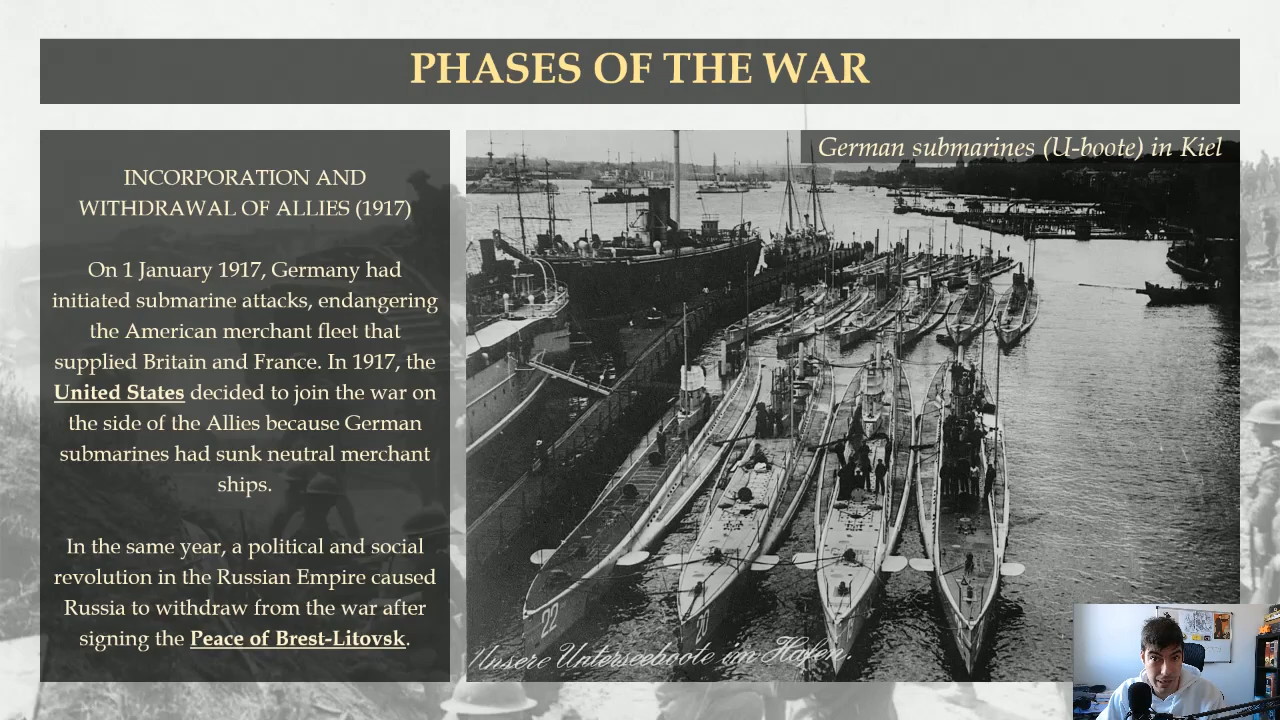 PHASES OF THE WAR
INCORPORATION AND
WITHDRAWAL OF ALLIES (1917)
On 1 January 1917, Germany had
initiated submarine attacks, endangering
the American merchant fleet that
supplied Britain and France. In 1917, the
United States decided to join the war on
the side of the Allies because German
submarines had sunk neutral merchant
ships.
In the same year, a political and social
revolution in the Russian Empire caused
Russia to withdraw from the war after
signing the Peace of Brest-Litovsk.
German submarines (U-boote) in Kiel
22
20
Unsere Unterseeboote im Hafen.